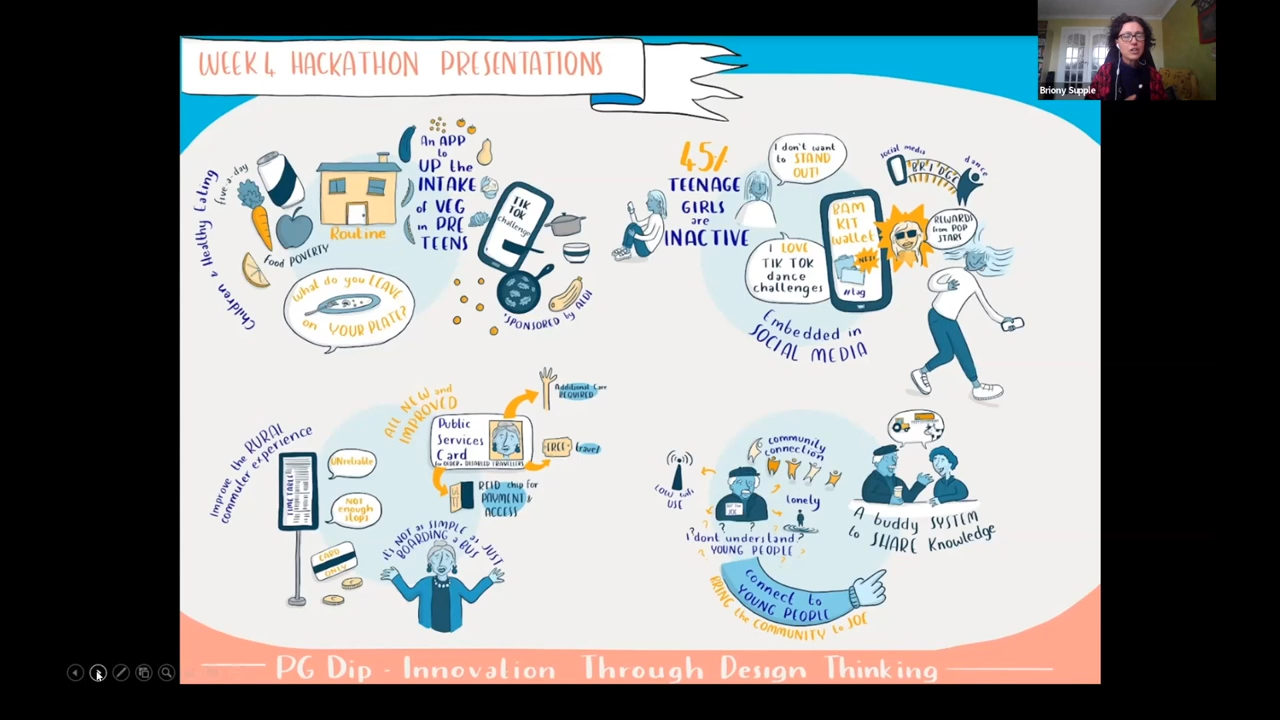 WEEK 4 HACKATHON PRESENTATIONS
Briony Supple
Children & Healthy Eating
five-a-day
food POVERTY
Routine
What do you LEAVE
on YOUR PLATE?
An APP
to
UP the
INTAKE
of VEG
in PRE
TEENS
TIK
TOK
challenge
*SPONSORED by ALDI
45%
TEENAGE
GIRLS
are
INACTIVE
I don't want
to STAND
OUT!
I LOVE
TIK TOK
dance
challenges
BAM
KIT
Wallet
#tag
social media
BRIDGE
dance
REWARDS
from POP
STARS
Embedded in
SOCIAL MEDIA
Improve the RURAL
commuter experience
TIMETABLE
UNreliable
NOT
enough
stops
CARD
ONLY
ALL NEW and
IMPROVED
Public
Services
Card
for OLDER & DISABLED TRAVELLERS
Additional Care
REQUIRED
FREE travel
REID chip for
PAYMENT &
ACCESS
It's NOT as SIMPLE as JUST
BOARDING a BUS
LOW wifi
USE
community
connection
lonely
I dont understand
YOUNG PEOPLE
connect to
YOUNG PEOPLE
BRING the COMMUNITY to JOE
A buddy SYSTEM
to SHARE Knowledge
PG Dip - Innovation Through Design Thinking